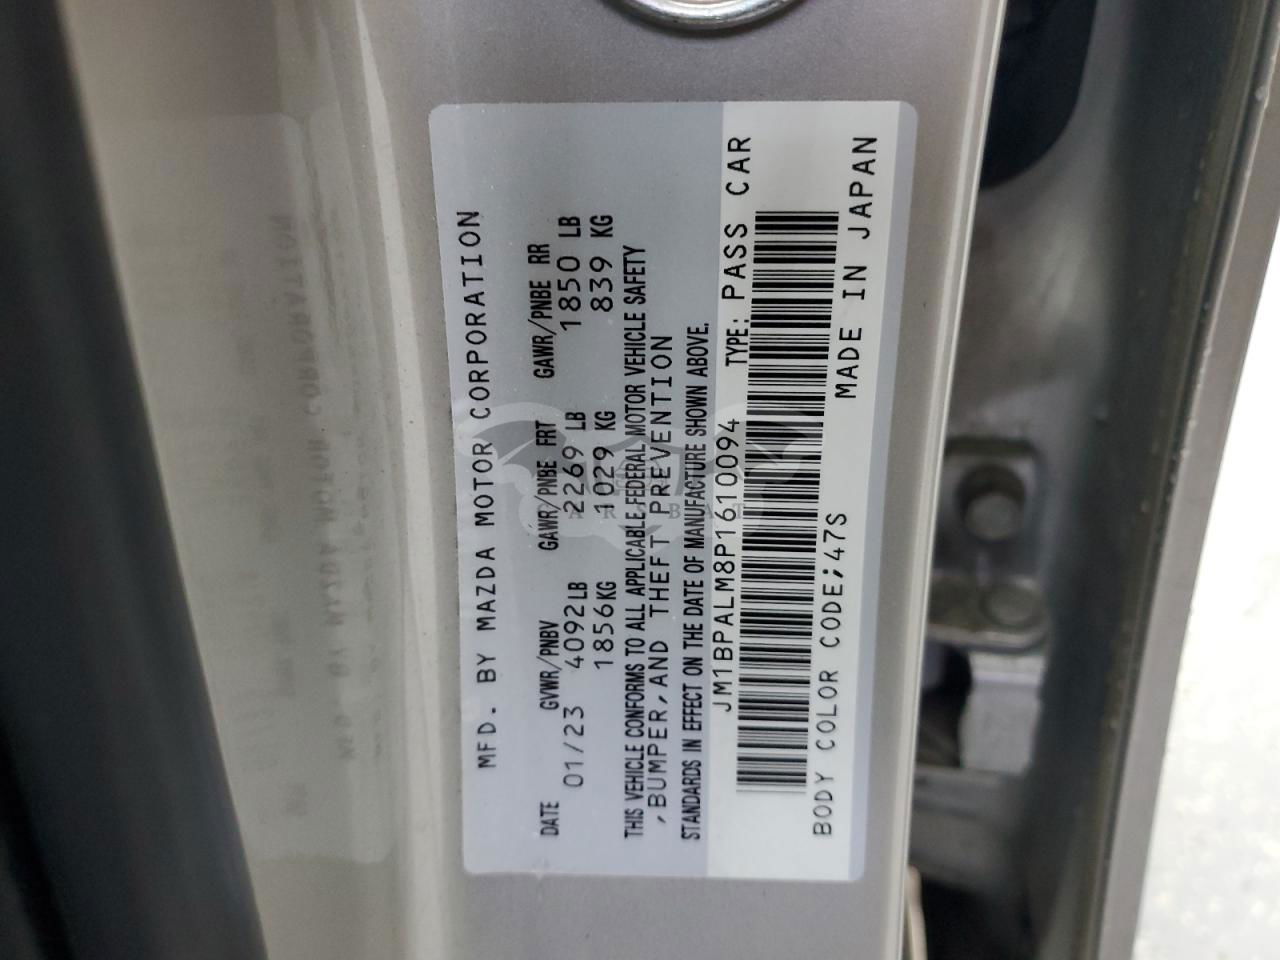 MFD. BY MAZDA MOTOR CORPORATION
DATE GVWR/PNBV GAWR/PNBE FRT GAWR/PNBE RR
01/23 4092LB 2269 LB 1850 LB
1856KG 1029 KG 839 KG
THIS VEHICLE CONFORMS TO ALL APPLICABLE FEDERAL MOTOR VEHICLE SAFETY
,BUMPER,AND THEFT PREVENTION
STANDARDS IN EFFECT ON THE DATE OF MANUFACTURE SHOWN ABOVE.
JM1BPALM8P1610094 TYPE: PASS CAR
BODY COLOR CODE;47S MADE IN JAPAN